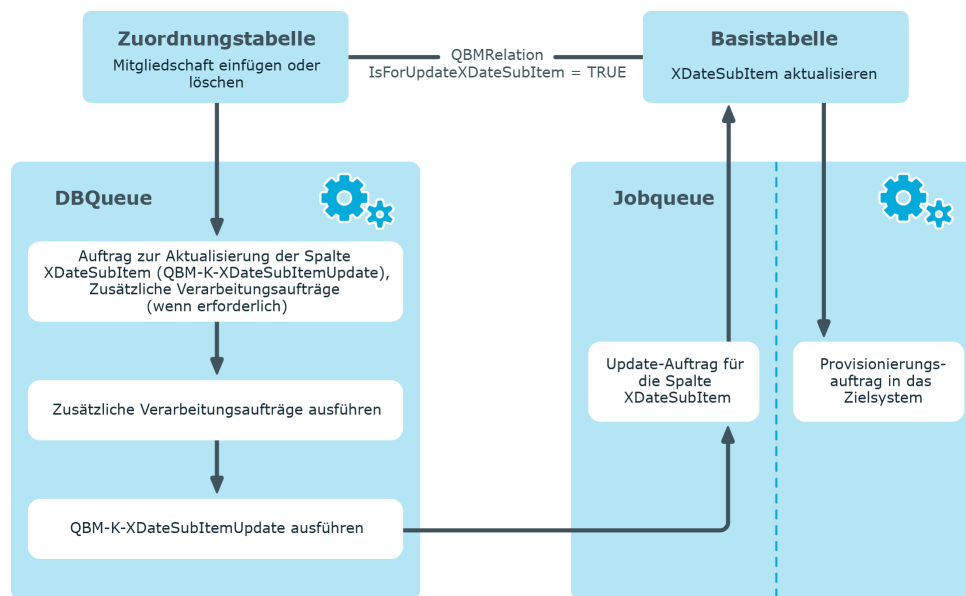 Zuordnungstabelle
Mitgliedschaft einfügen oder
löschen
QBMRelation
IsForUpdateXDateSubItem = TRUE
Basistabelle
XDateSubItem aktualisieren
DBQueue
Auftrag zur Aktualisierung der Spalte
XDateSubItem (QBM-K-XDateSubItemUpdate),
Zusätzliche Verarbeitungsaufträge
(wenn erforderlich)
Zusätzliche Verarbeitungsaufträge ausführen
QBM-K-XDateSubItemUpdate ausführen
Jobqueue
Update-Auftrag für
die Spalte
XDateSubItem
Provisionierungs-
auftrag in das
Zielsystem